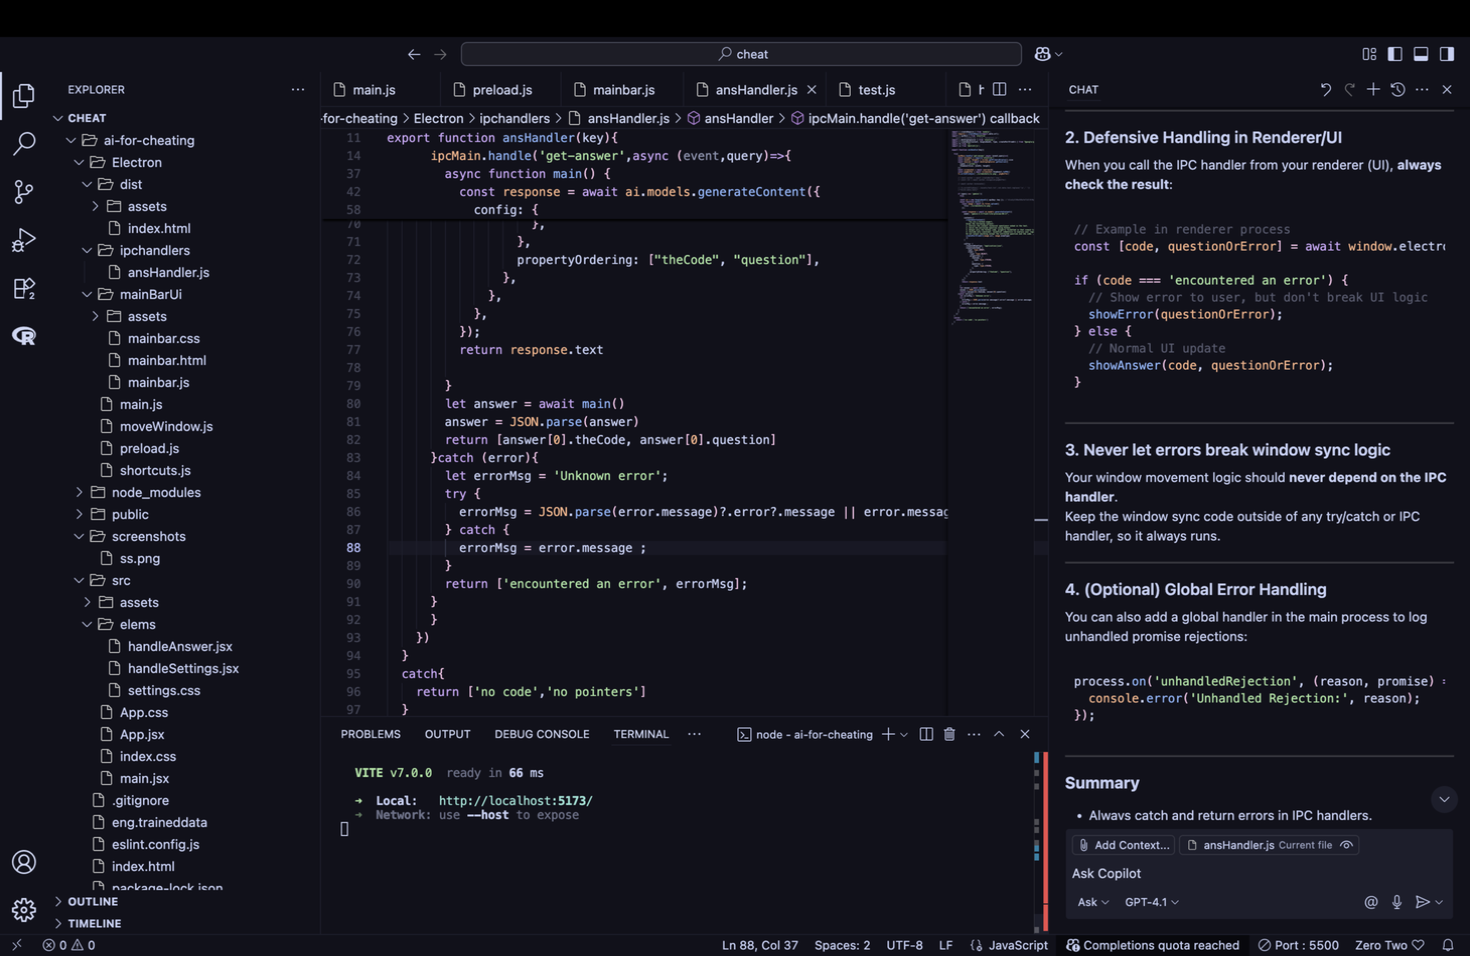 cheat
EXPLORER
CHEAT
ai-for-cheating
Electron
dist
assets
index.html
ipchandlers
ansHandler.js
mainBarUi
assets
mainbar.css
mainbar.html
mainbar.js
main.js
moveWindow.js
preload.js
shortcuts.js
node_modules
public
screenshots
ss.png
src
assets
elems
handleAnswer.jsx
handleSettings.jsx
settings.css
App.css
App.jsx
index.css
main.jsx
.gitignore
eng.traineddata
eslint.config.js
index.html
package-lock.json
OUTLINE
TIMELINE
main.js preload.js mainbar.js ansHandler.js test.js
-for-cheating > Electron > ipchandlers > ansHandler.js > ansHandler > ipcMain.handle('get-answer') callback
11 export function ansHandler(key){
14 ipcMain.handle('get-answer',async (event,query)=>{
37 async function main() {
42 const response = await ai.models.generateContent({
58 config: {
70 },
71 },
72 propertyOrdering: ["theCode", "question"],
73 },
74 },
75 },
76 });
77 return response.text
78
79 }
80 let answer = await main()
81 answer = JSON.parse(answer)
82 return [answer[0].theCode, answer[0].question]
83 }catch (error){
84 let errorMsg = 'Unknown error';
85 try {
86 errorMsg = JSON.parse(error.message)?.error?.message || error.messag
87 } catch {
88 errorMsg = error.message ;
89 }
90 return ['encountered an error', errorMsg];
91 }
92 }
93 })
94 }
95 catch{
96 return ['no code','no pointers']
97 }
PROBLEMS OUTPUT DEBUG CONSOLE TERMINAL node - ai-for-cheating
VITE v7.0.0 ready in 66 ms
➜ Local: http://localhost:5173/
➜ Network: use --host to expose
CHAT
2. Defensive Handling in Renderer/UI
When you call the IPC handler from your renderer (UI), always
check the result:
// Example in renderer process
const [code, questionOrError] = await window.electro
if (code === 'encountered an error') {
// Show error to user, but don't break UI logic
showError(questionOrError);
} else {
// Normal UI update
showAnswer(code, questionOrError);
}
3. Never let errors break window sync logic
Your window movement logic should never depend on the IPC
handler.
Keep the window sync code outside of any try/catch or IPC
handler, so it always runs.
4. (Optional) Global Error Handling
You can also add a global handler in the main process to log
unhandled promise rejections:
process.on('unhandledRejection', (reason, promise) =
console.error('Unhandled Rejection:', reason);
});
Summary
• Always catch and return errors in IPC handlers.
Add Context... ansHandler.js Current file
Ask Copilot
Ask GPT-4.1
0 0 Ln 88, Col 37 Spaces: 2 UTF-8 LF JavaScript Completions quota reached Port : 5500 Zero Two